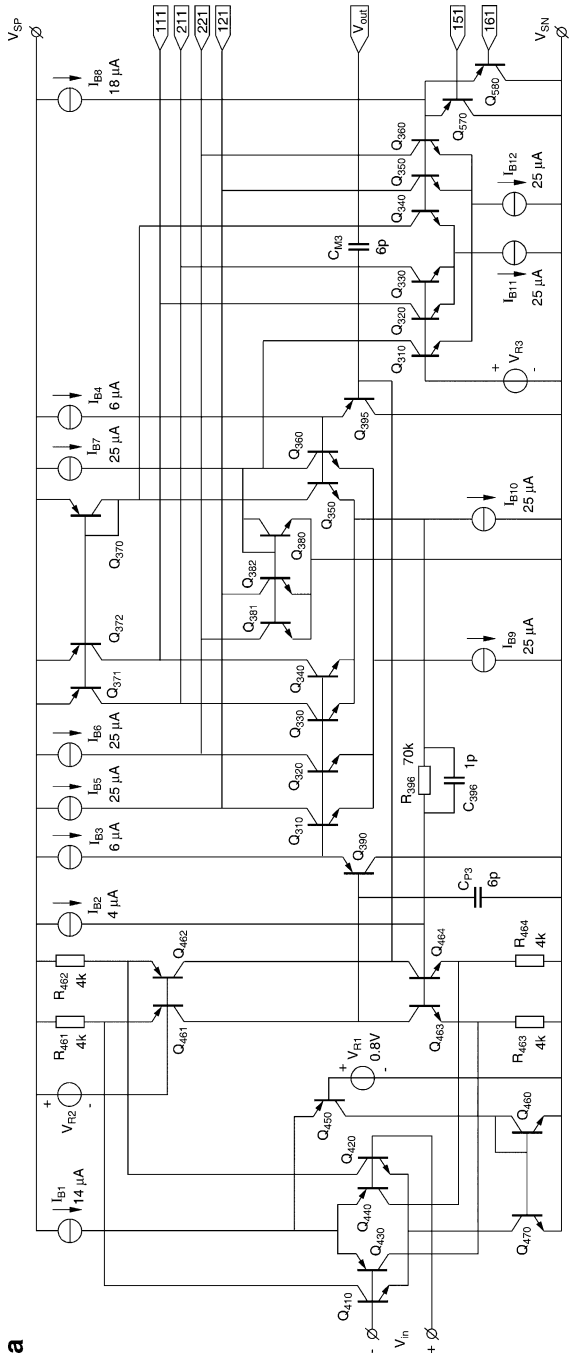 a
V_SP
I_B1
14 µA
+
V_R2
-
R_461
4k
R_462
4k
I_B2
4 µA
I_B3
6 µA
I_B5
25 µA
I_B6
25 µA
I_B7
25 µA
I_B4
6 µA
I_B8
18 µA
Q_371
Q_372
Q_370
111
211
221
121
Q_461
Q_462
Q_381
Q_382
Q_380
Q_310
Q_320
Q_330
Q_340
Q_350
Q_360
Q_390
Q_395
V_out
C_M3
6p
Q_310
Q_320
Q_330
Q_340
Q_350
Q_360
Q_570
Q_580
151
161
Q_410
Q_430
Q_440
Q_420
Q_450
+
V_R1
0.8V
-
-
V_in
+
Q_463
Q_464
R_396
70k
C_396
1p
C_P3
6p
Q_470
Q_460
R_463
4k
R_464
4k
I_B9
25 µA
I_B10
25 µA
+
V_R3
-
I_B11
25 µA
I_B12
25 µA
V_SN